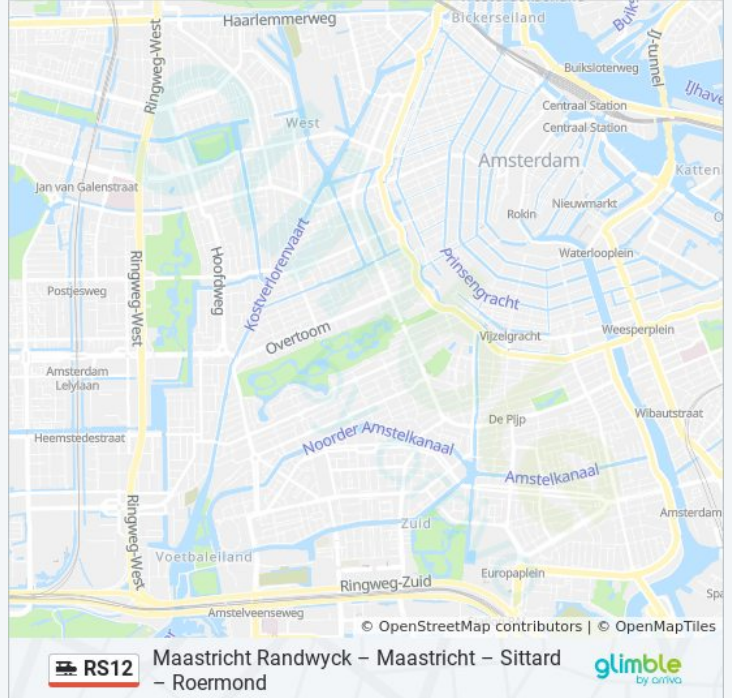 Haarlemmerweg
Bickerseiland
Ringweg-West
IJ-tunnel
Buiksloterweg
Centraal Station
Centraal Station
West
Amsterdam
Jan van Galenstraat
Nieuwmarkt
Rokin
Waterlooplein
Hoofdweg
Kostverlorenvaart
Prinsengracht
Ringweg-West
Postjesweg
Overtoom
Vijzelgracht
Weesperplein
Amsterdam
Lelylaan
De Pijp
Wibautstraat
Heemstedestraat
Noorder Amstelkanaal
Amstelkanaal
Ringweg-West
Amsterdam
Zuid
Voetbaleiland
Europaplein
Ringweg-Zuid
Amstelveenseweg
© OpenStreetMap contributors | © OpenMapTiles
RS12
Maastricht Randwyck – Maastricht – Sittard
– Roermond
glimble
by arriva